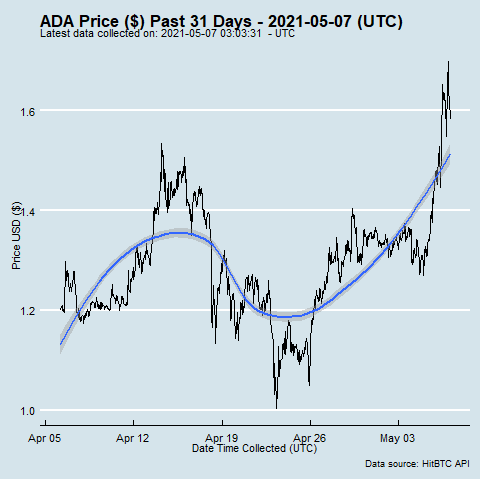 ADA Price ($) Past 31 Days - 2021-05-07 (UTC)
Latest data collected on: 2021-05-07 03:03:31  - UTC
Price USD ($)
1.6
1.4
1.2
1.0
Apr 05 Apr 12 Apr 19 Apr 26 May 03
Date Time Collected (UTC)
Data source: HitBTC API